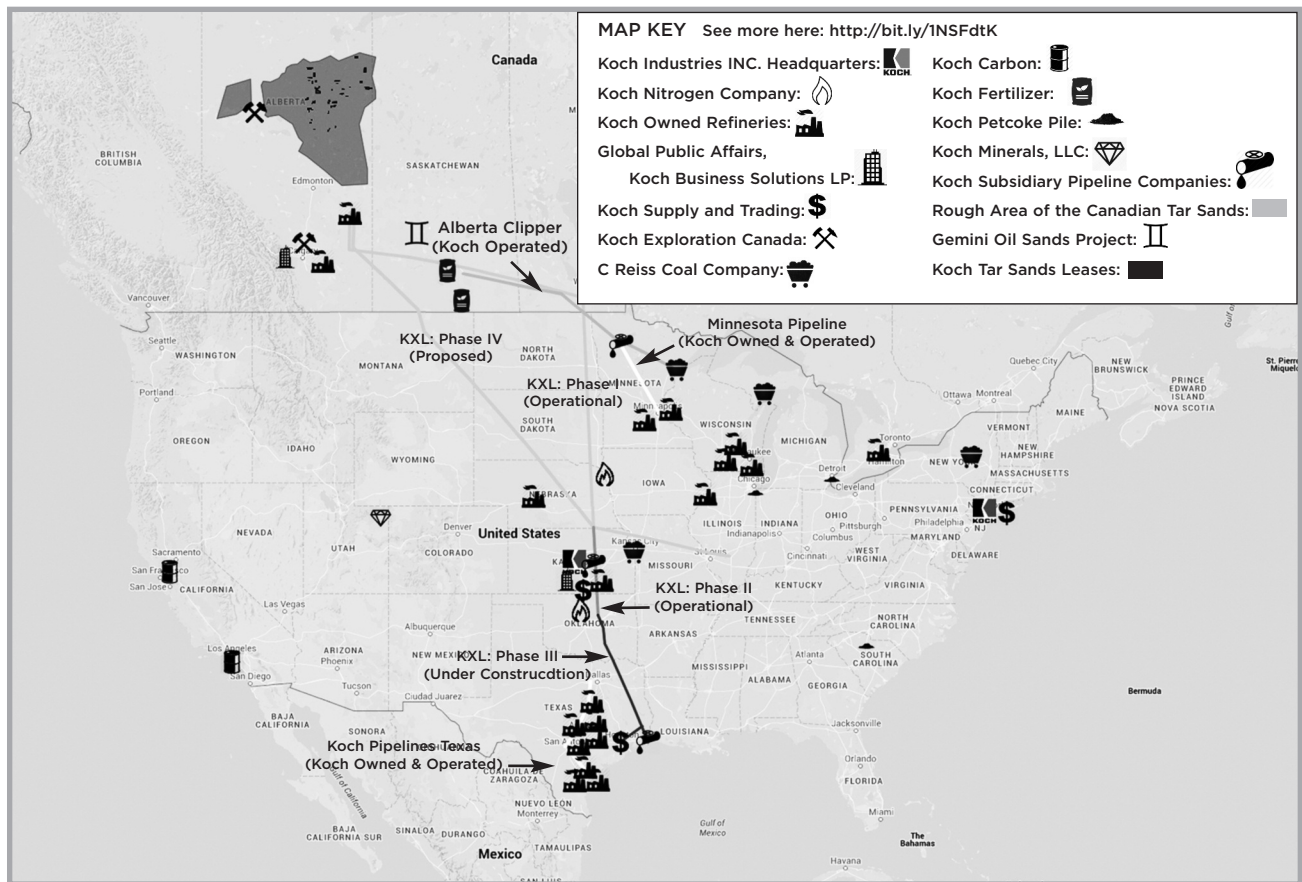 MAP KEY See more here: http://bit.ly/1NSFdtK
Koch Industries INC. Headquarters:
KOCH
Koch Nitrogen Company:
Koch Owned Refineries:
Global Public Affairs,
Koch Business Solutions LP:
Koch Supply and Trading:
Koch Exploration Canada:
C Reiss Coal Company:
Koch Carbon:
Koch Fertilizer:
Koch Petcoke Pile:
Koch Minerals, LLC:
Koch Subsidiary Pipeline Companies:
Rough Area of the Canadian Tar Sands:
Gemini Oil Sands Project:
Koch Tar Sands Leases:
Canada
ALBERTA
BRITISH
COLUMBIA
SASKATCHEWAN
Edmonton
Alberta Clipper
(Koch Operated)
Vancouver
Seattle
WASHINGTON
KXL: Phase IV
(Proposed)
MONTANA
NORTH
DAKOTA
Minnesota Pipeline
(Koch Owned & Operated)
KXL: Phase I
(Operational)
MINNESOTA
Portland
OREGON
IDAHO
WYOMING
SOUTH
DAKOTA
WISCONSIN
MICHIGAN
Toronto
Hamilton
Ottawa
Montreal
Quebec City
NEW
BRUNSWICK
PRINCE
EDWARD
ISLAND
NOVA SCOTIA
St. Pierre
MAINE
VERMONT
NEW
HAMPSHIRE
MASSACHUSETTS
CONNECTICUT
NEW YORK
Detroit
Cleveland
Chicago
IOWA
NEBRASKA
ILLINOIS
INDIANA
Indianapolis
OHIO
Columbus
Pittsburgh
PENNSYLVANIA
Philadelphia
NJ
KOCH
MARYLAND
DELAWARE
WEST
VIRGINIA
Cincinnati
NEVADA
UTAH
Denver
COLORADO
United States
Kansas City
MISSOURI
St Louis
KENTUCKY
VIRGINIA
Sacramento
San Francisco
San Jose
CALIFORNIA
Las Vegas
KXL: Phase II
(Operational)
OKLAHOMA
TENNESSEE
NORTH
CAROLINA
ARKANSAS
Los Angeles
San Diego
ARIZONA
Phoenix
Tucson
Albuquerque
NEW MEXICO
KXL: Phase III
(Under Construcdtion)
Dallas
MISSISSIPPI
ALABAMA
Atlanta
GEORGIA
SOUTH
CAROLINA
Bermuda
Ciudad Juarez
BAJA
CALIFORNIA
SONORA
TEXAS
LOUISIANA
Jacksonville
Koch Pipelines Texas
(Koch Owned & Operated)
COAHUILA DE
ZARAGOZA
Orlando
FLORIDA
Gulf of California
NUEVO LEON
Monterrey
Miami
BAJA
CALIFORNIA SUR
SINALOA
DURANGO
Gulf of
Mexico
The
Bahamas
Mexico
TAMAULIPAS
Havana